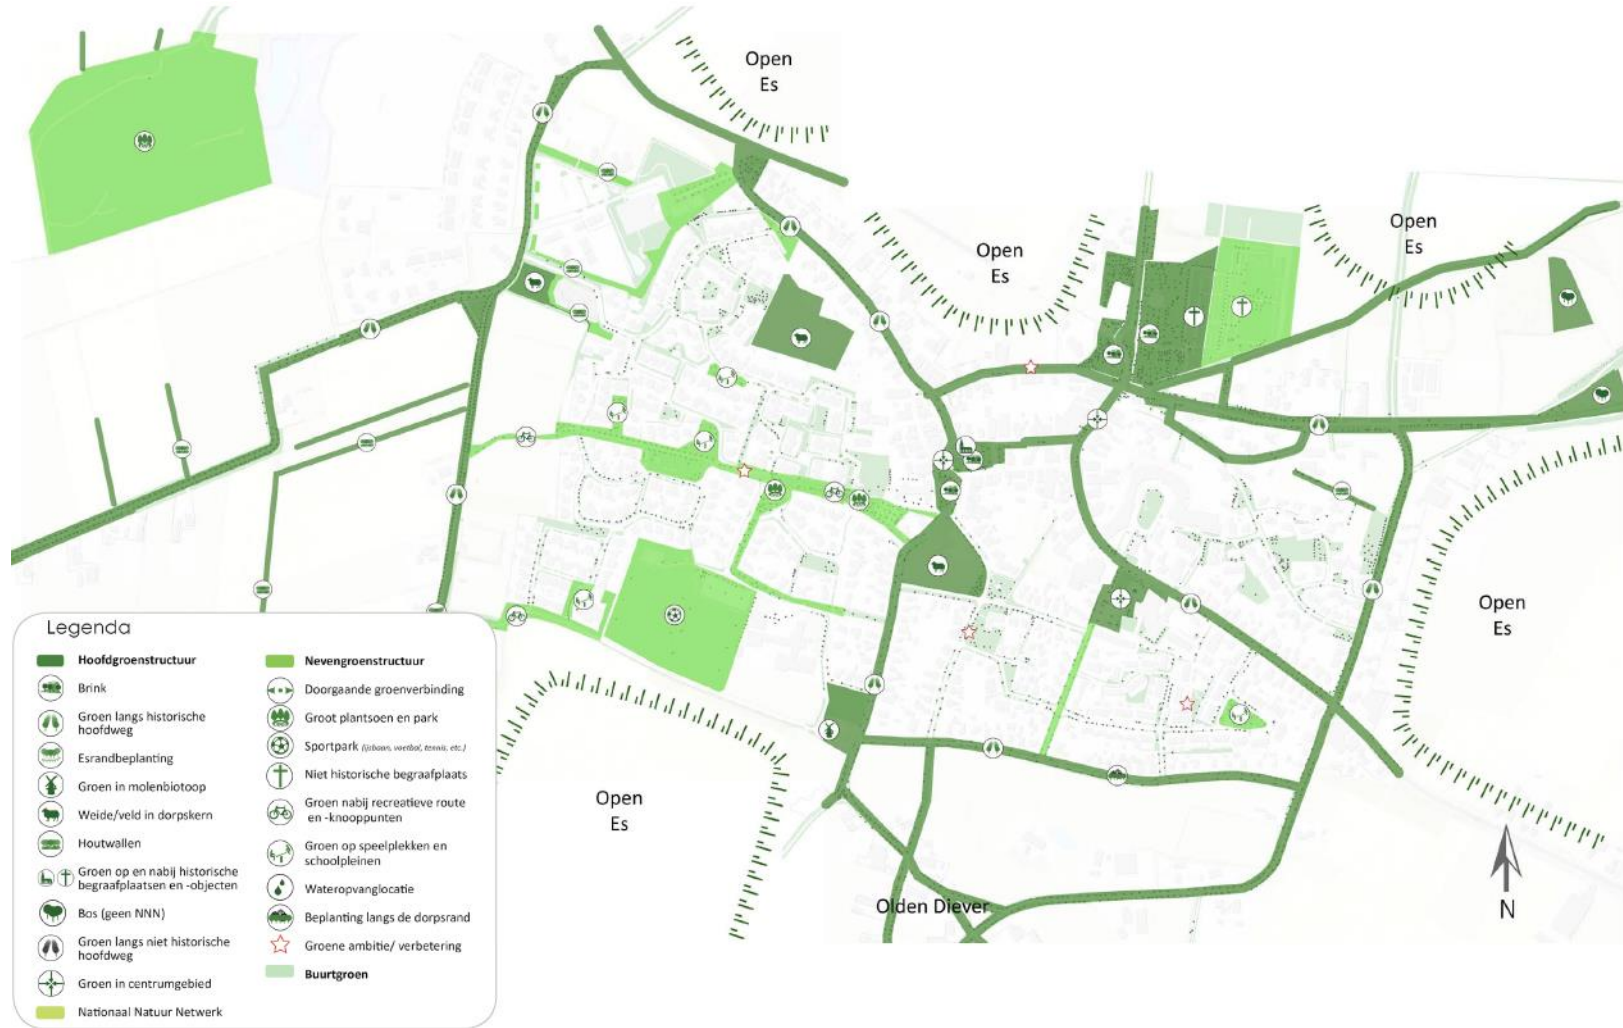 Open
Es
Open
Es
Open
Es
Open
Es
Open
Es
N
Olden Diever
Legenda
Hoofdgroenstructuur
Brink
Groen langs historische
hoofdweg
Esrandbeplanting
Groen in molenbiotoop
Weide/veld in dorpskern
Houtwallen
Groen op en nabij historische
begraafplaatsen en -objecten
Bos (geen NNN)
Groen langs niet historische
hoofdweg
Groen in centrumgebied
Nationaal Natuur Netwerk
Nevengroenstructuur
Doorgaande groenverbinding
Groot plantsoen en park
Sportpark (ijsbaan, voetbal, tennis, etc.)
Niet historische begraafplaats
Groen nabij recreatieve route
en -knooppunten
Groen op speelplekken en
schoolpleinen
Wateropvanglocatie
Beplanting langs de dorpsrand
Groene ambitie/ verbetering
Buurtgroen